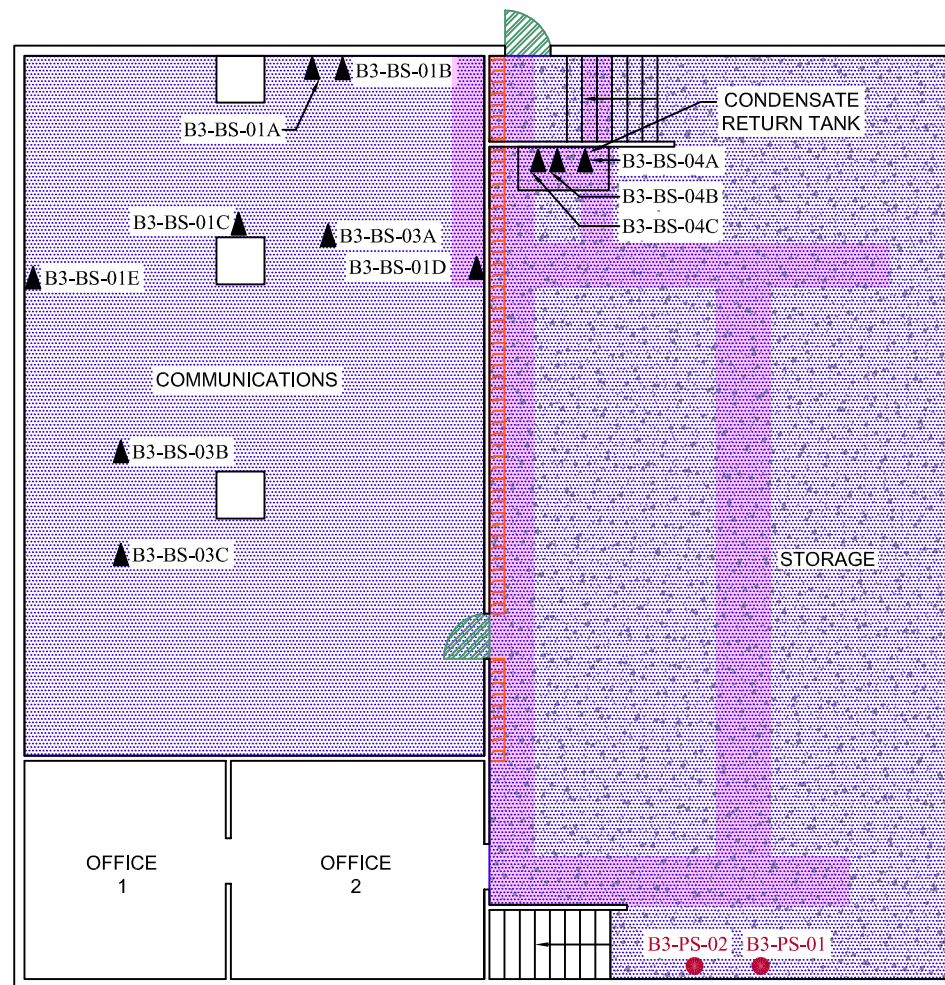 B3-BS-01B
CONDENSATE
RETURN TANK
B3-BS-01A
B3-BS-04A
B3-BS-04B
B3-BS-01C
B3-BS-04C
B3-BS-03A
B3-BS-01D
B3-BS-01E
COMMUNICATIONS
B3-BS-03B
B3-BS-03C
STORAGE
OFFICE
1
OFFICE
2
B3-PS-02
B3-PS-01